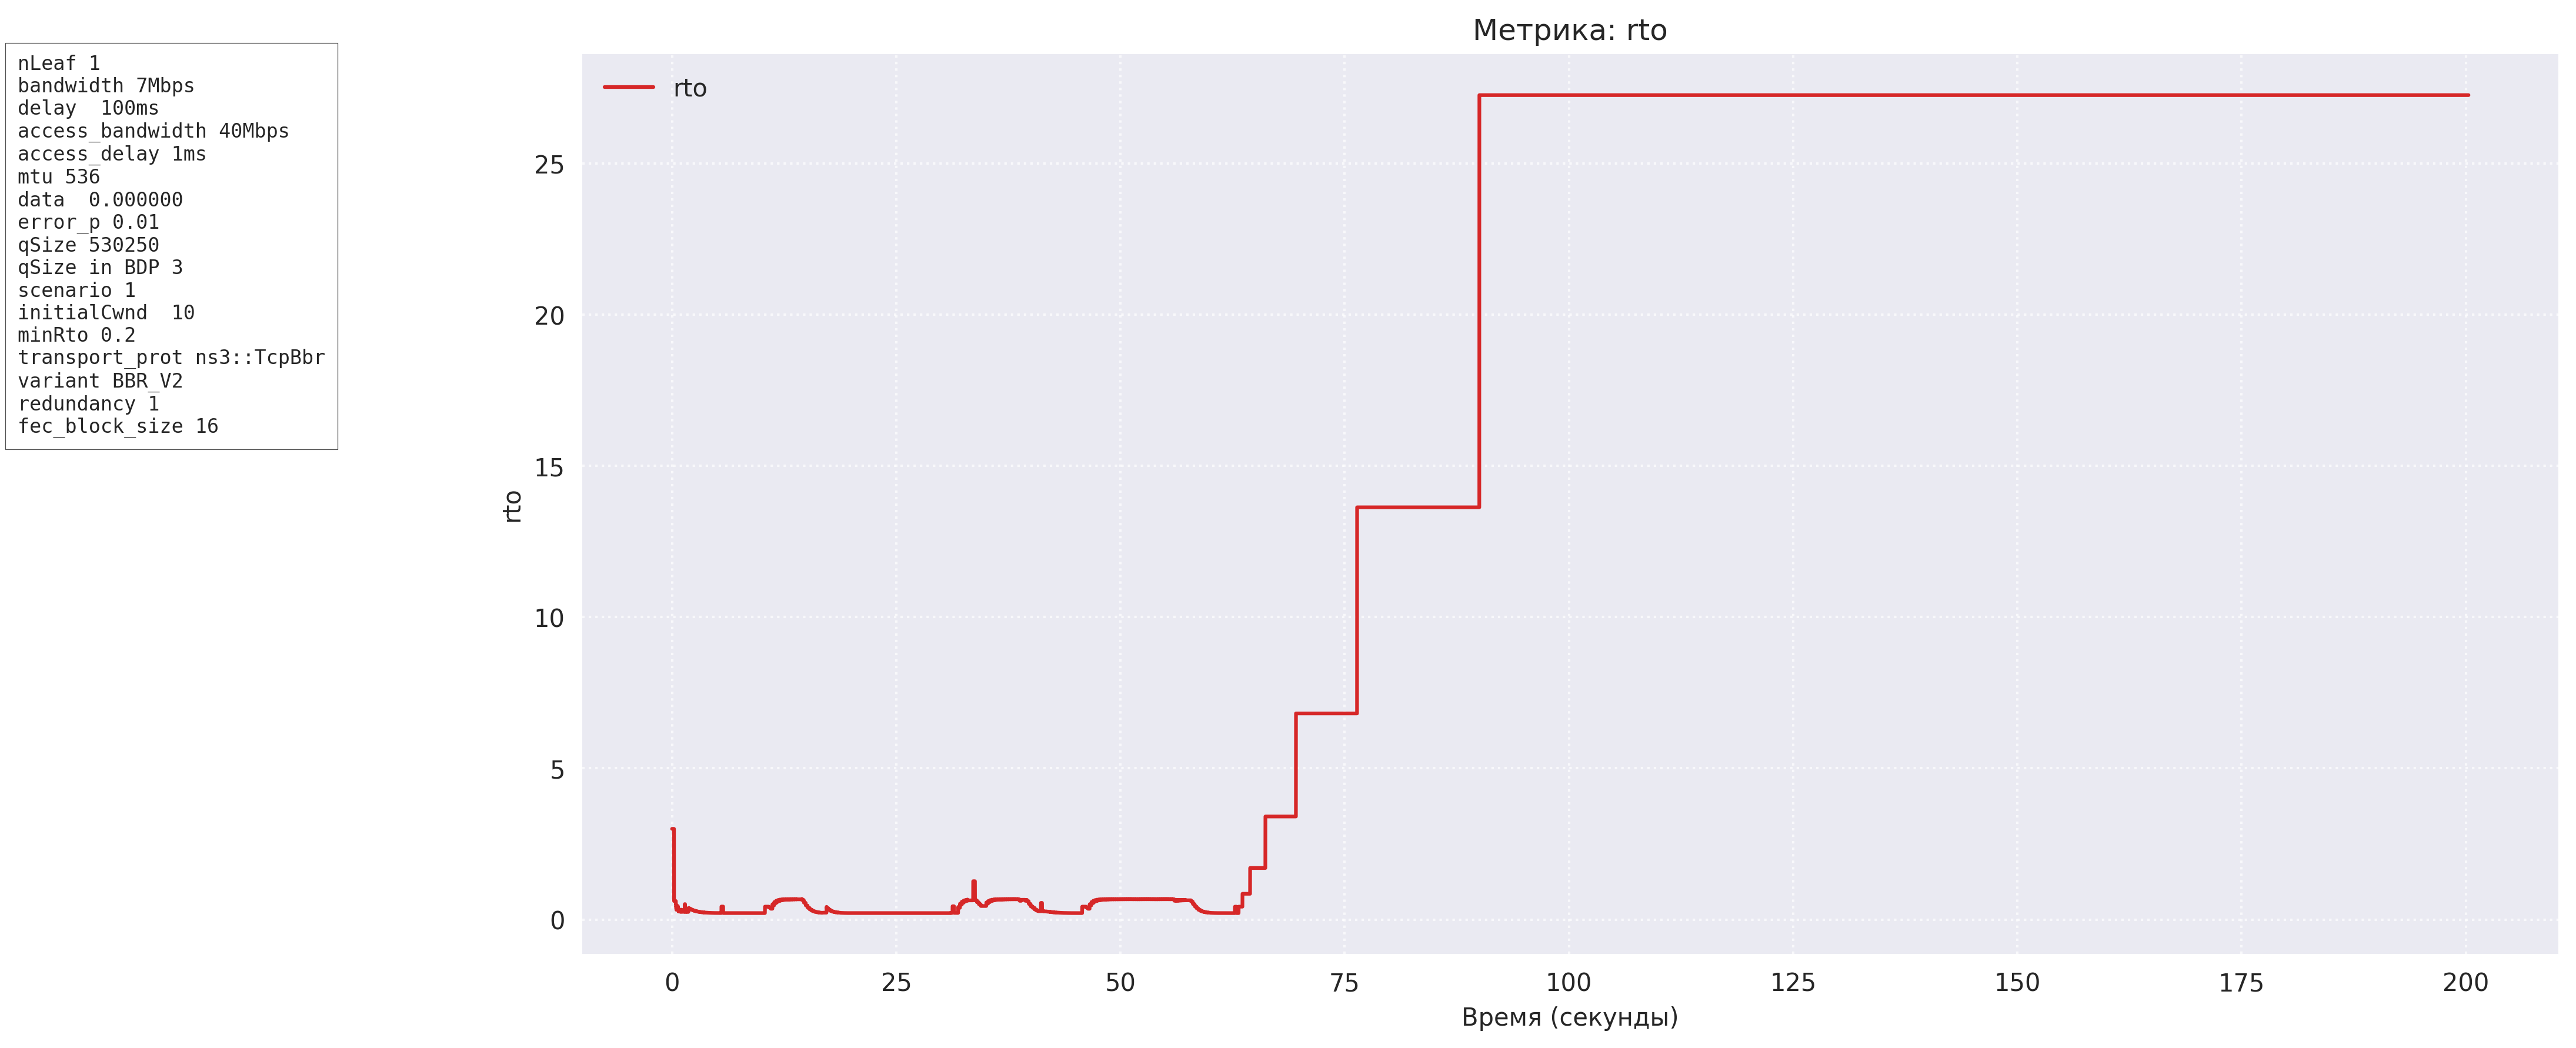 Метрика: rto
nLeaf 1
bandwidth 7Mbps
delay  100ms
access_bandwidth 40Mbps
access_delay 1ms
mtu 536
data  0.000000
error_p 0.01
qSize 530250
qSize in BDP 3
scenario 1
initialCwnd  10
minRto 0.2
transport_prot ns3::TcpBbr
variant BBR_V2
redundancy 1
fec_block_size 16
rto
25
20
15
10
5
0
rto
0 25 50 75 100 125 150 175 200
Время (секунды)